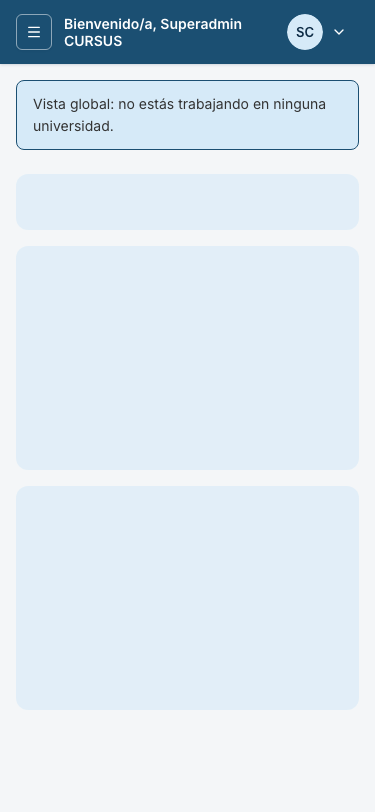 Bienvenido/a, Superadmin
CURSUS
SC
Vista global: no estás trabajando en ninguna
universidad.